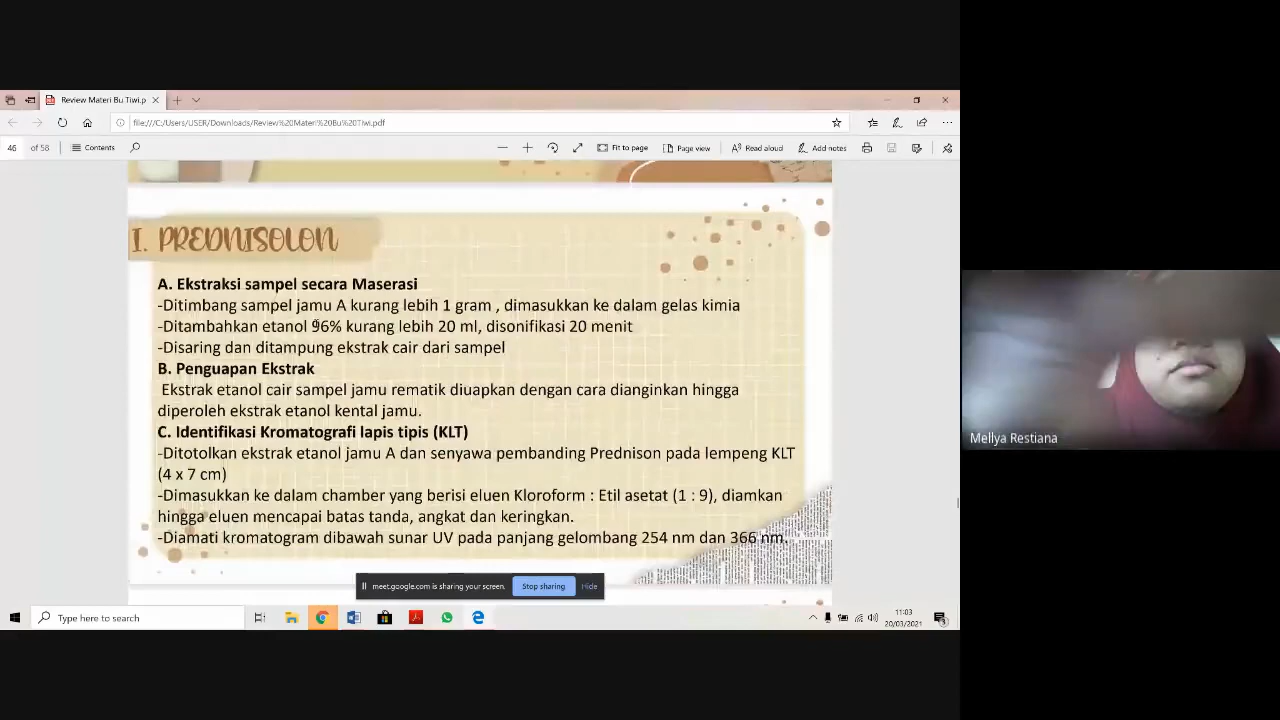 Review Materi Bu Tiwi.p
file:///C:/Users/USER/Downloads/Review%20Materi%20Bu%20Tiwi.pdf
46 of 58 Contents Fit to page Page view Read aloud Add notes
I. PREDNISOLON
A. Ekstraksi sampel secara Maserasi
-Ditimbang sampel jamu A kurang lebih 1 gram , dimasukkan ke dalam gelas kimia
-Ditambahkan etanol 96% kurang lebih 20 ml, disonifikasi 20 menit
-Disaring dan ditampung ekstrak cair dari sampel
B. Penguapan Ekstrak
Ekstrak etanol cair sampel jamu rematik diuapkan dengan cara dianginkan hingga
diperoleh ekstrak etanol kental jamu.
C. Identifikasi Kromatografi lapis tipis (KLT)
-Ditotolkan ekstrak etanol jamu A dan senyawa pembanding Prednison pada lempeng KLT
(4 x 7 cm)
-Dimasukkan ke dalam chamber yang berisi eluen Kloroform : Etil asetat (1 : 9), diamkan
hingga eluen mencapai batas tanda, angkat dan keringkan.
-Diamati kromatogram dibawah sunar UV pada panjang gelombang 254 nm dan 366 nm.
Mellya Restiana
meet.google.com is sharing your screen. Stop sharing Hide
Type here to search
11:03
20/03/2021